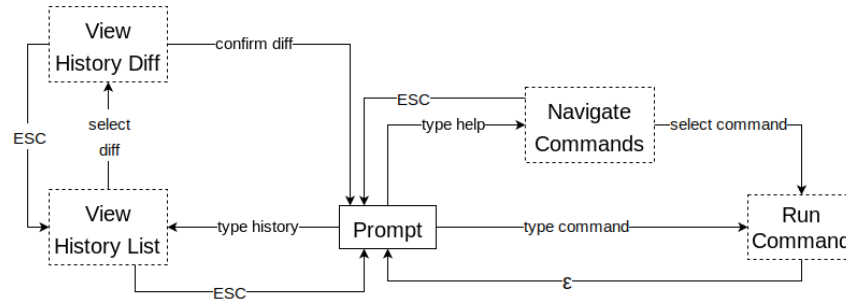 View
History Diff
confirm diff
ESC
Navigate
Commands
select
diff
type help
select command
ESC
View
History List
type history
Prompt
type command
Run
Command
ESC
ε